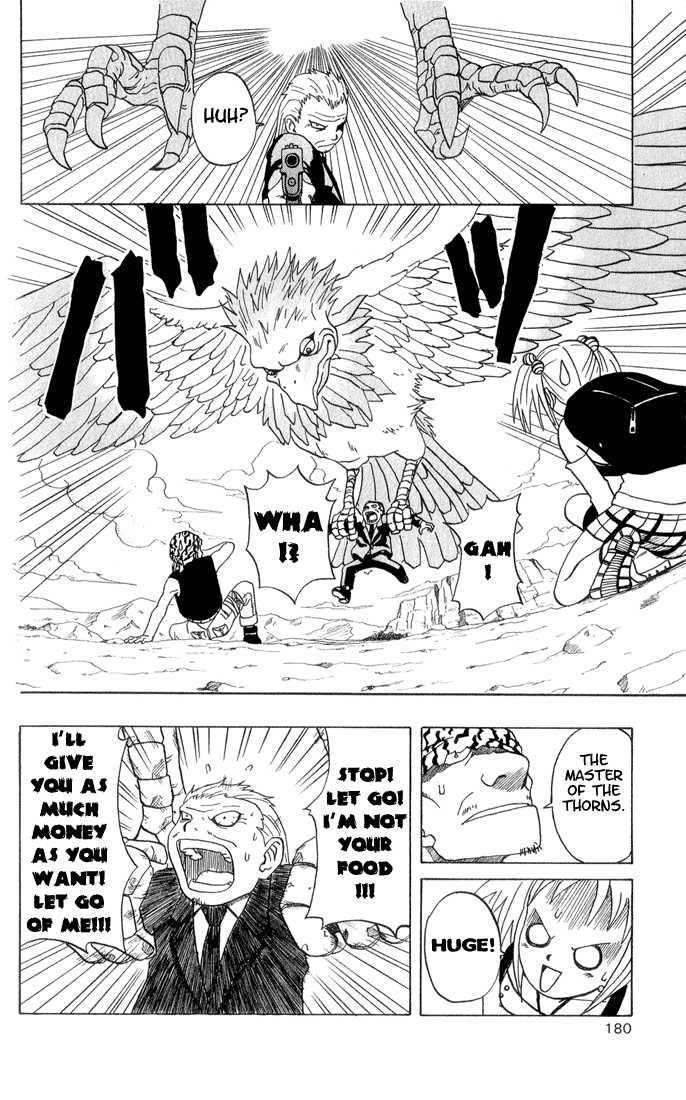 HUH?
WHA
!?
GAH
!
THE
MASTER
OF THE
THORNS.
HUGE!
STOP!
LET GO!
I'M NOT
YOUR
FOOD
!!!
I'LL
GIVE
YOU AS
MUCH
MONEY
AS YOU
WANT!
LET GO
OF ME!!!
180